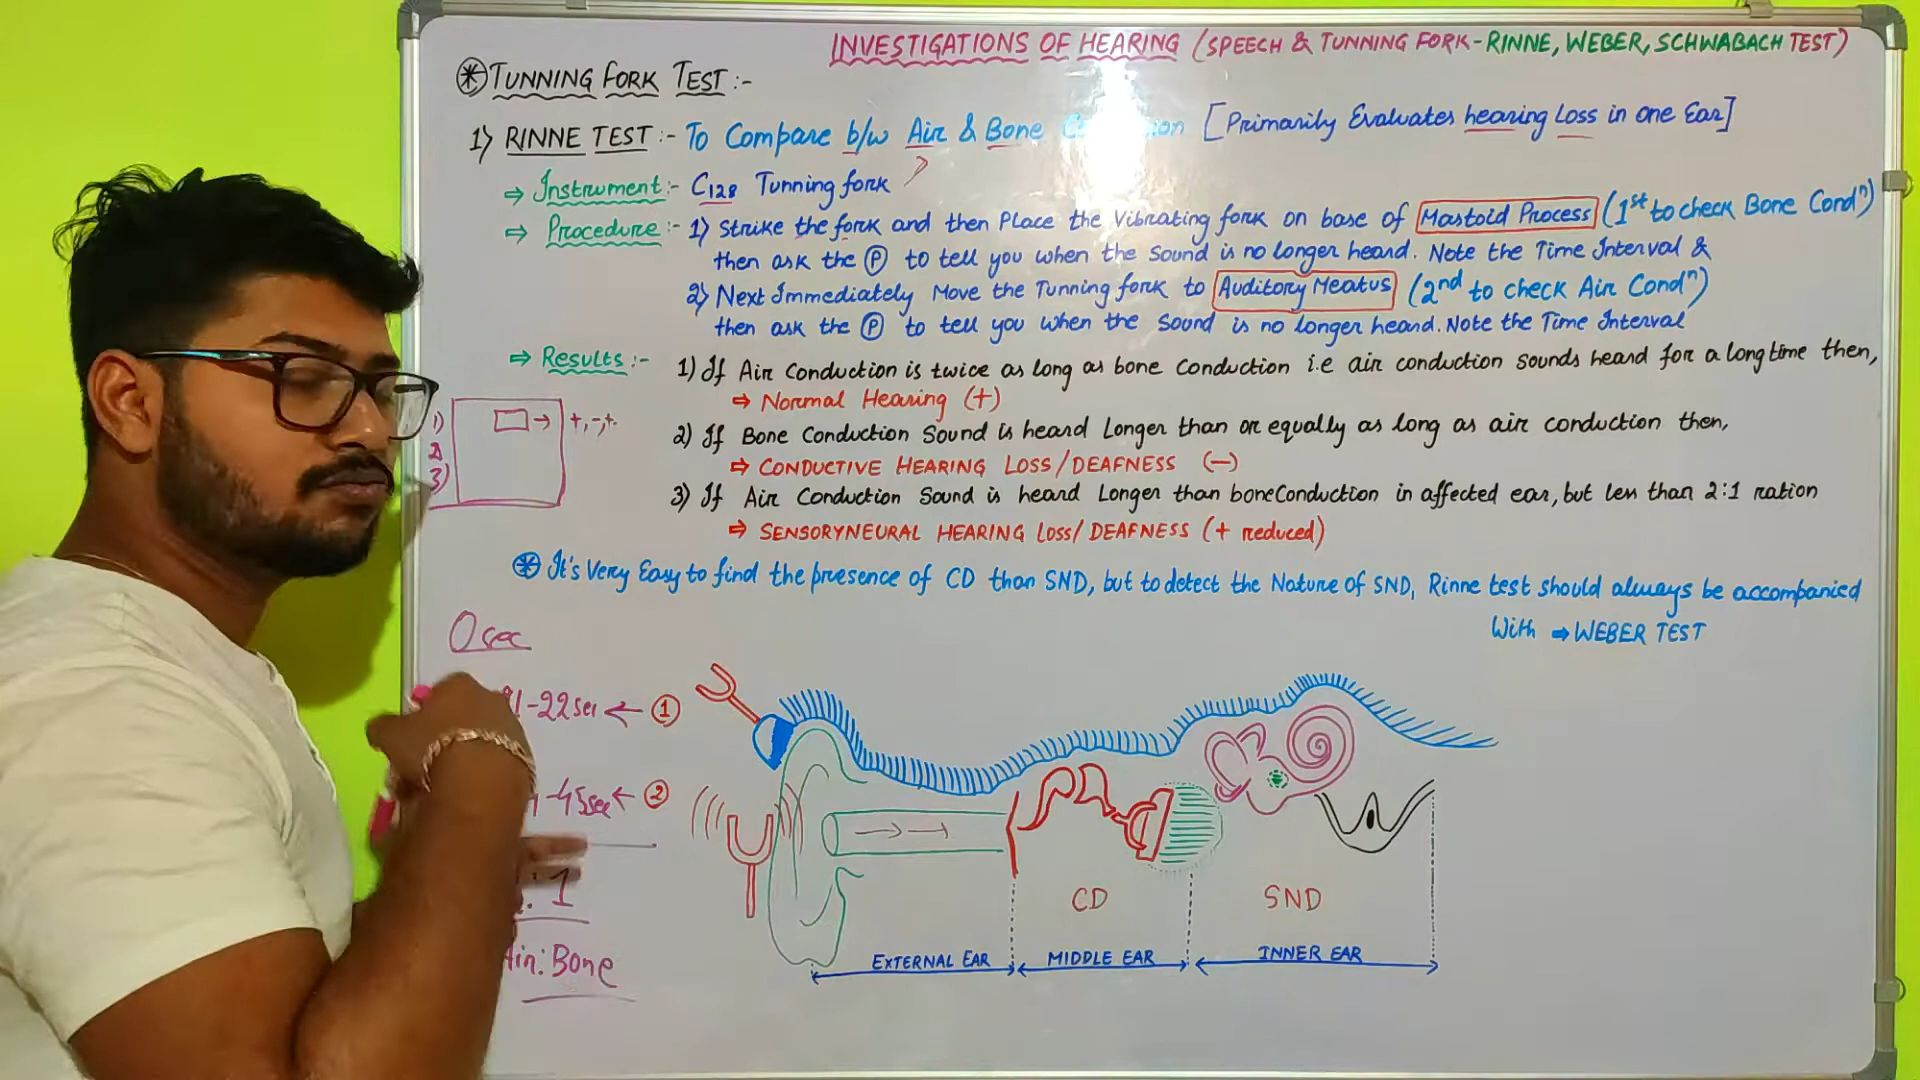 INVESTIGATIONS OF HEARING (SPEECH & TUNNING FORK - RINNE, WEBER, SCHWABACH TEST)
TUNNING FORK TEST :-
1) RINNE TEST :- To Compare b/w Air & Bone [Primarily Evaluates hearing Loss in one Ear]
⇒ Instrument :- C128 Tunning fork
⇒ Procedure :- 1) Strike the fork and then Place the Vibrating fork on base of Mastoid Process (1st to check Bone Condn)
then ask the (P) to tell you when the Sound is no longer heard. Note the Time Interval &
2) Next Immediately Move the Tunning fork to Auditory Meatus (2nd to check Air Condn)
then ask the (P) to tell you when the Sound is no longer heard. Note the Time Interval
⇒ Results :- 1) If Air Conduction is twice as long as bone Conduction i.e air conduction sounds heard for a long time then,
⇒ Normal Hearing (+)
2) If Bone Conduction Sound is heard Longer than or equally as long as air conduction then,
⇒ CONDUCTIVE HEARING LOSS/DEAFNESS (-)
3) If Air Conduction Sound is heard Longer than bone Conduction in affected ear, but less than 2:1 ration
⇒ SENSORYNEURAL HEARING LOSS/DEAFNESS (+ reduced)
It's Very Easy to find the presence of CD than SND, but to detect the Nature of SND, Rinne test should always be accompanied
With ⇒ WEBER TEST
1)
2
3)
→ +, -, +
0 sec
-22sec ← 1
-45sec ← 2
: 1
Air: Bone
CD
SND
EXTERNAL EAR
MIDDLE EAR
INNER EAR